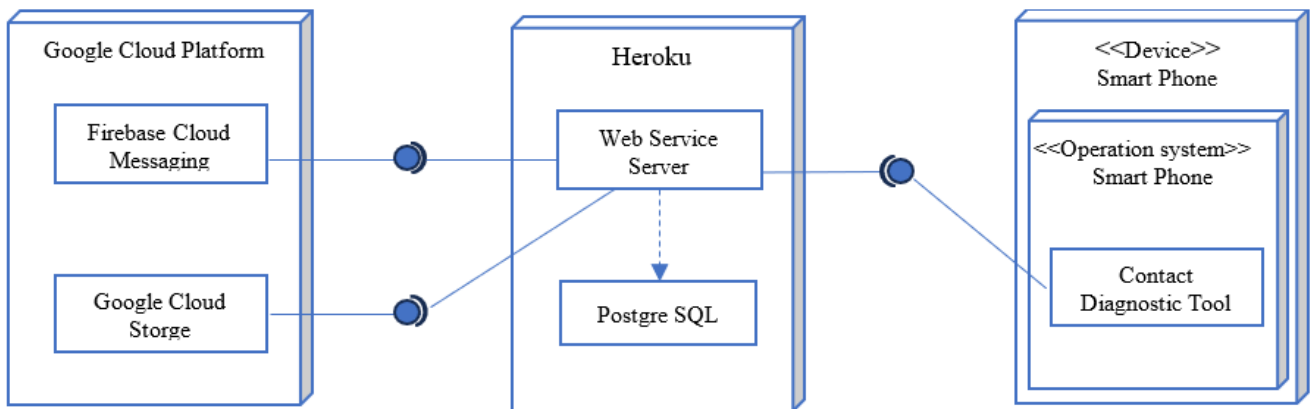 Google Cloud Platform
Firebase Cloud
Messaging
Google Cloud
Storge
Heroku
Web Service
Server
Postgre SQL
<<Device>>
Smart Phone
<<Operation system>>
Smart Phone
Contact
Diagnostic Tool